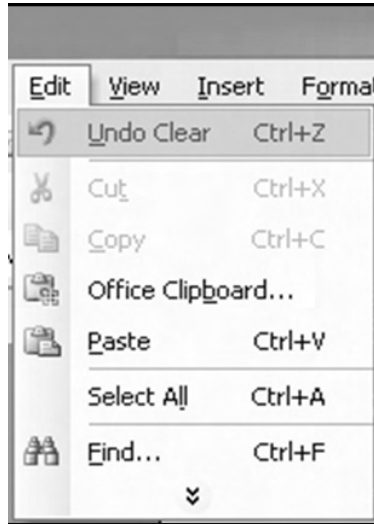 Edit View Insert Forma
Undo Clear Ctrl+Z
Cut Ctrl+X
Copy Ctrl+C
Office Clipboard...
Paste Ctrl+V
Select All Ctrl+A
Find... Ctrl+F